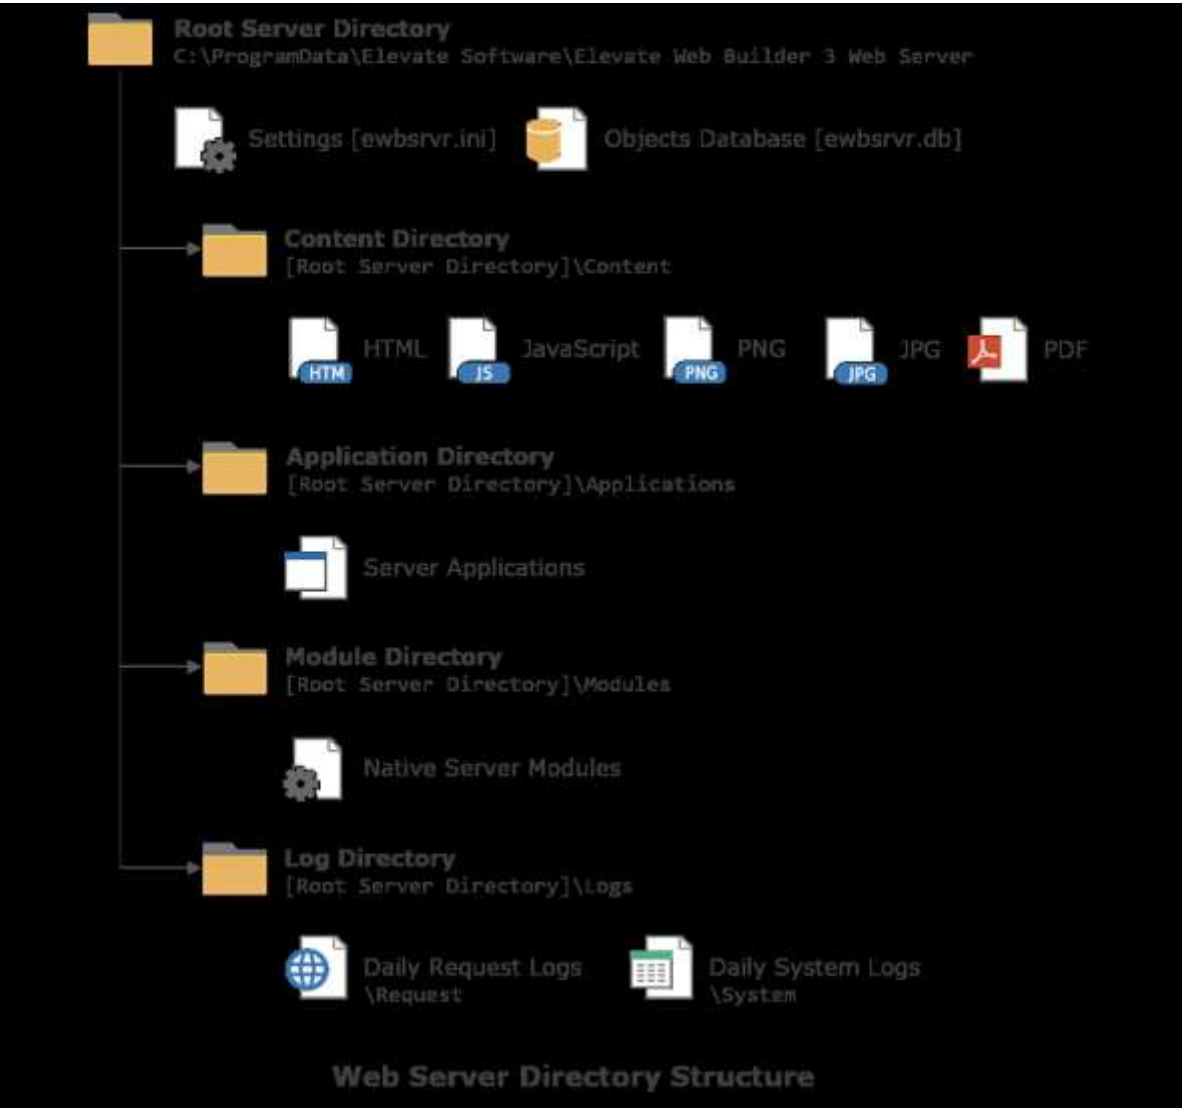 Root Server Directory
C:\ProgramData\Elevate Software\Elevate Web Builder 3 Web Server
Settings [ewbsrvr.ini] Objects Database [ewbsrvr.db]
Content Directory
[Root Server Directory]\Content
HTML JavaScript PNG JPG PDF
HTM JS PNG JPG
Application Directory
[Root Server Directory]\Applications
Server Applications
Module Directory
[Root Server Directory]\Modules
Native Server Modules
Log Directory
[Root Server Directory]\Logs
Daily Request Logs Daily System Logs
\Request \System
Web Server Directory Structure